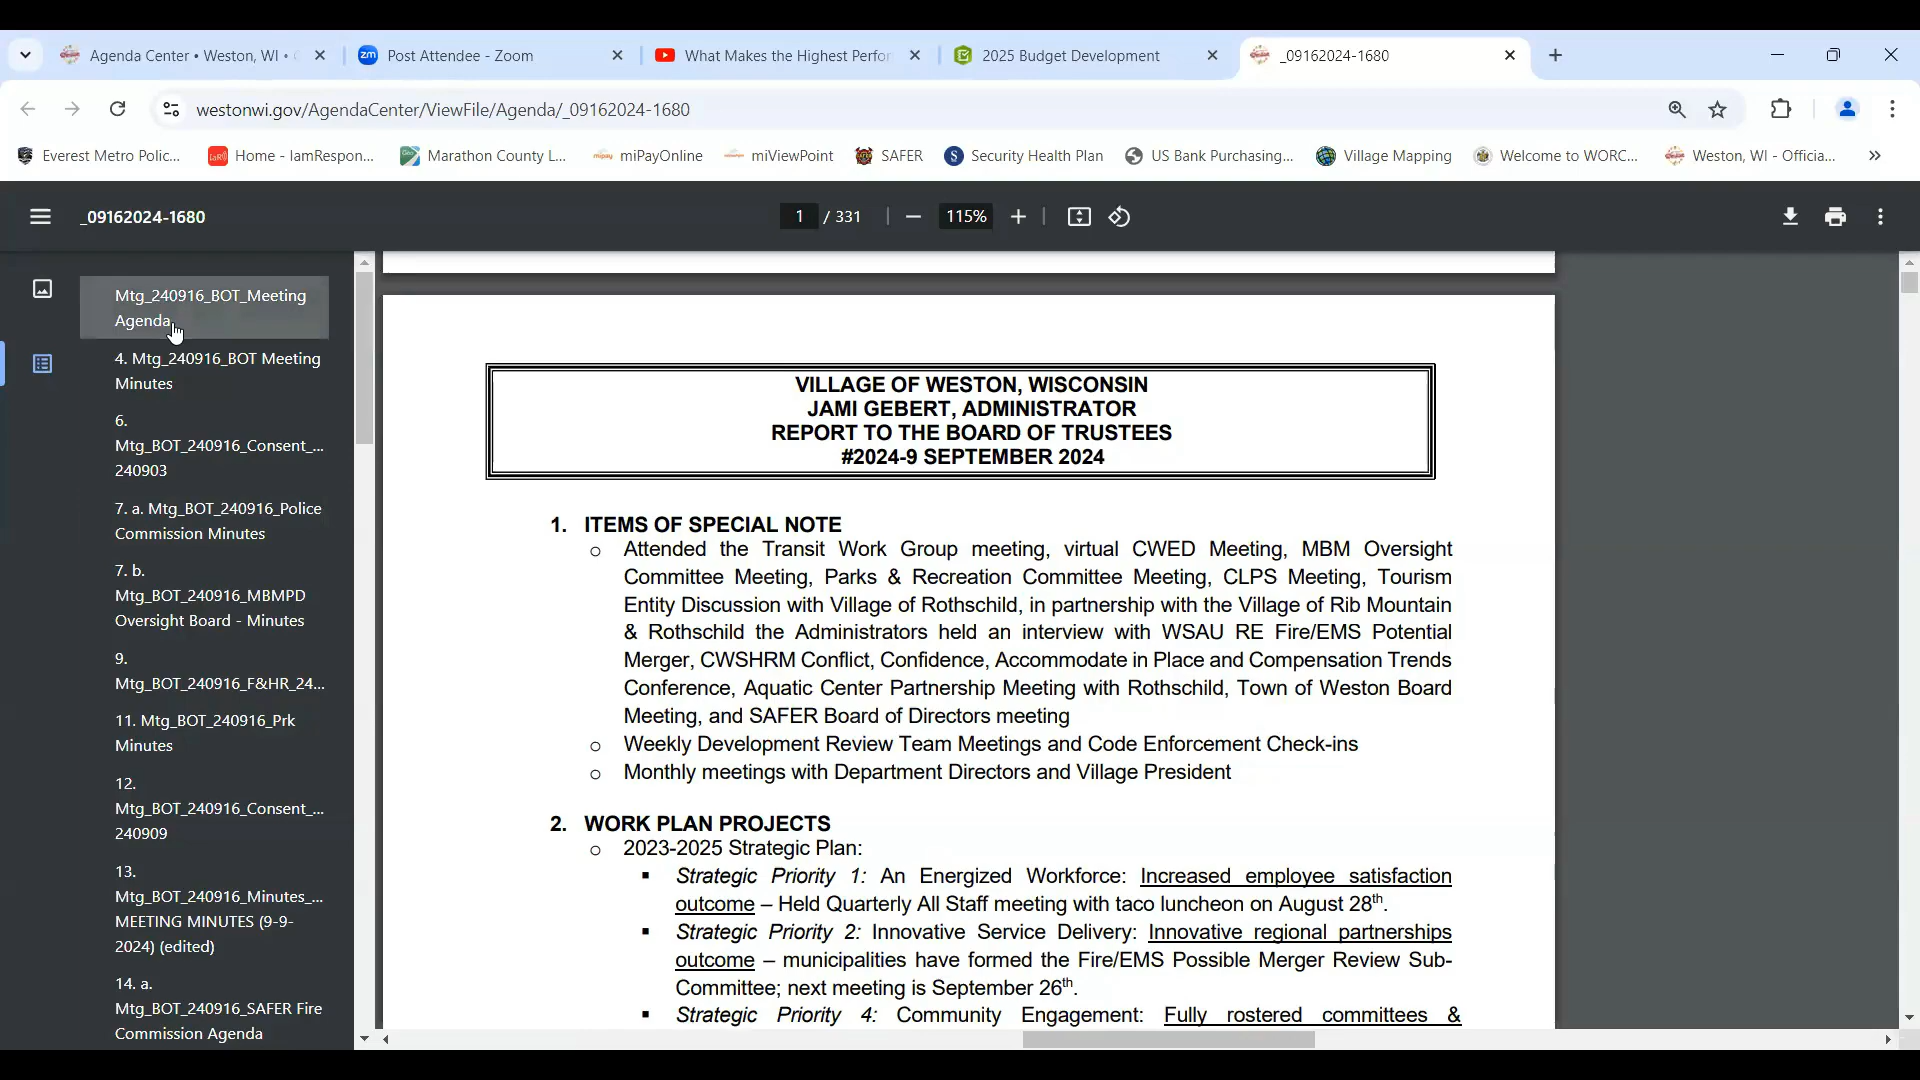 Agenda Center • Weston, WI •
Post Attendee - Zoom
What Makes the Highest Perfor
2025 Budget Development
_09162024-1680
westonwi.gov/AgendaCenter/ViewFile/Agenda/_09162024-1680
Everest Metro Polic...
Home - IamRespon...
Marathon County L...
miPayOnline
miViewPoint
SAFER
Security Health Plan
US Bank Purchasing...
Village Mapping
Welcome to WORC...
Weston, WI - Officia...
_09162024-1680
1 / 331
115%
Mtg_240916_BOT_Meeting
Agenda
4. Mtg_240916_BOT Meeting
Minutes
6.
Mtg_BOT_240916_Consent_...
240903
7. a. Mtg_BOT_240916_Police
Commission Minutes
7. b.
Mtg_BOT_240916_MBMPD
Oversight Board - Minutes
9.
Mtg_BOT_240916_F&HR_24...
11. Mtg_BOT_240916_Prk
Minutes
12.
Mtg_BOT_240916_Consent_...
240909
13.
Mtg_BOT_240916_Minutes_...
MEETING MINUTES (9-9-
2024) (edited)
14. a.
Mtg_BOT_240916_SAFER Fire
Commission Agenda
VILLAGE OF WESTON, WISCONSIN
JAMI GEBERT, ADMINISTRATOR
REPORT TO THE BOARD OF TRUSTEES
#2024-9 SEPTEMBER 2024
1. ITEMS OF SPECIAL NOTE
o Attended the Transit Work Group meeting, virtual CWED Meeting, MBM Oversight
Committee Meeting, Parks & Recreation Committee Meeting, CLPS Meeting, Tourism
Entity Discussion with Village of Rothschild, in partnership with the Village of Rib Mountain
& Rothschild the Administrators held an interview with WSAU RE Fire/EMS Potential
Merger, CWSHRM Conflict, Confidence, Accommodate in Place and Compensation Trends
Conference, Aquatic Center Partnership Meeting with Rothschild, Town of Weston Board
Meeting, and SAFER Board of Directors meeting
o Weekly Development Review Team Meetings and Code Enforcement Check-ins
o Monthly meetings with Department Directors and Village President
2. WORK PLAN PROJECTS
o 2023-2025 Strategic Plan:
▪ Strategic Priority 1: An Energized Workforce: Increased employee satisfaction
outcome – Held Quarterly All Staff meeting with taco luncheon on August 28th.
▪ Strategic Priority 2: Innovative Service Delivery: Innovative regional partnerships
outcome – municipalities have formed the Fire/EMS Possible Merger Review Sub-
Committee; next meeting is September 26th.
▪ Strategic Priority 4: Community Engagement: Fully rostered committees &